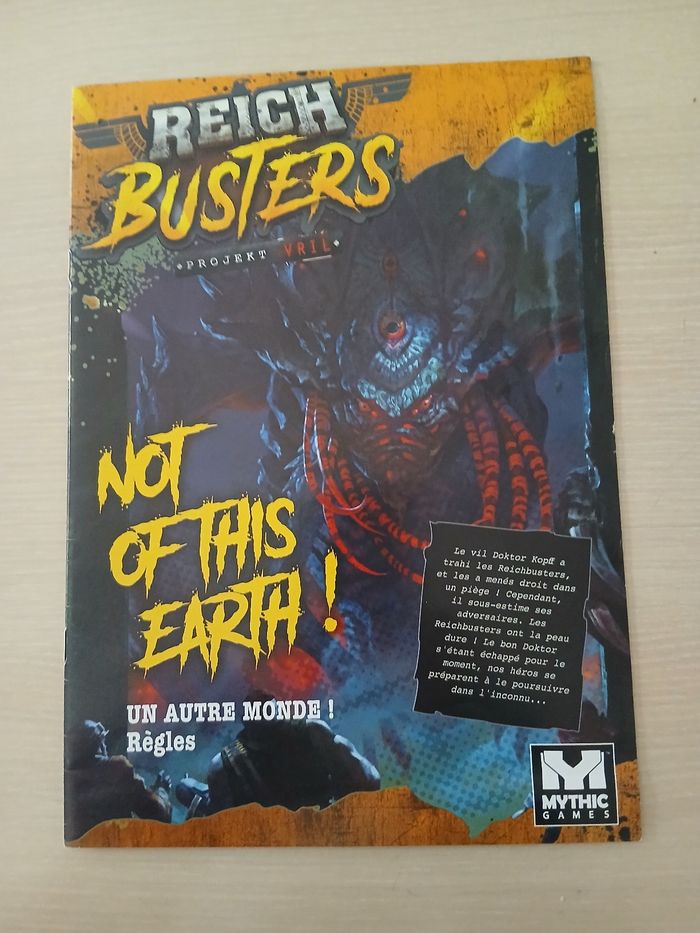 REICH
BUSTERS
PROJEKT VRIL
NOT
OF THIS
EARTH !
Le vil Doktor Kopff a
trahi les Reichbusters,
et les a menés droit dans
un piège ! Cependant,
il sous-estime ses
adversaires. Les
Reichbusters ont la peau
dure ! Le bon Doktor
s'étant échappé pour le
moment, nos héros se
préparent à le poursuivre
dans l'inconnu...
UN AUTRE MONDE !
Règles
MYTHIC
GAMES